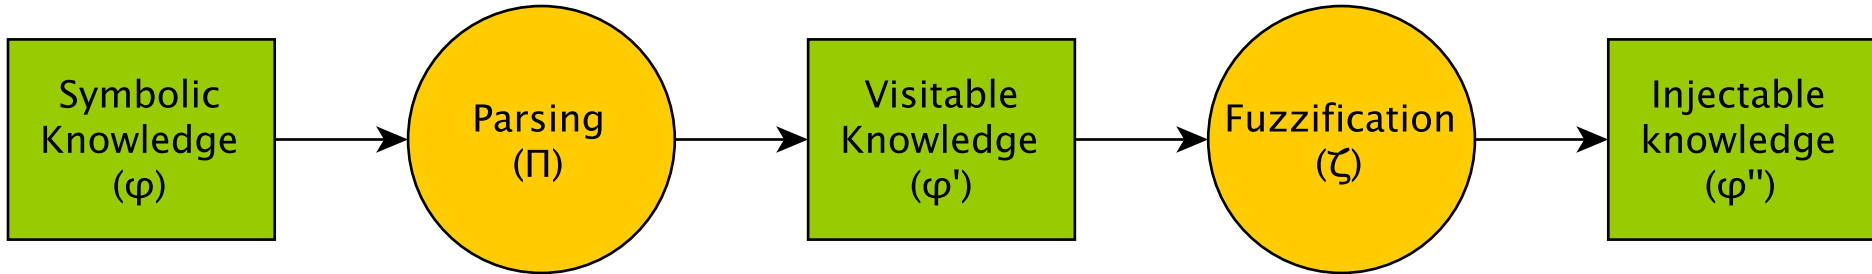 Symbolic
Knowledge
(φ)
Parsing
(Π)
Visitable
Knowledge
(φ')
Fuzzification
(ζ)
Injectable
knowledge
(φ'')